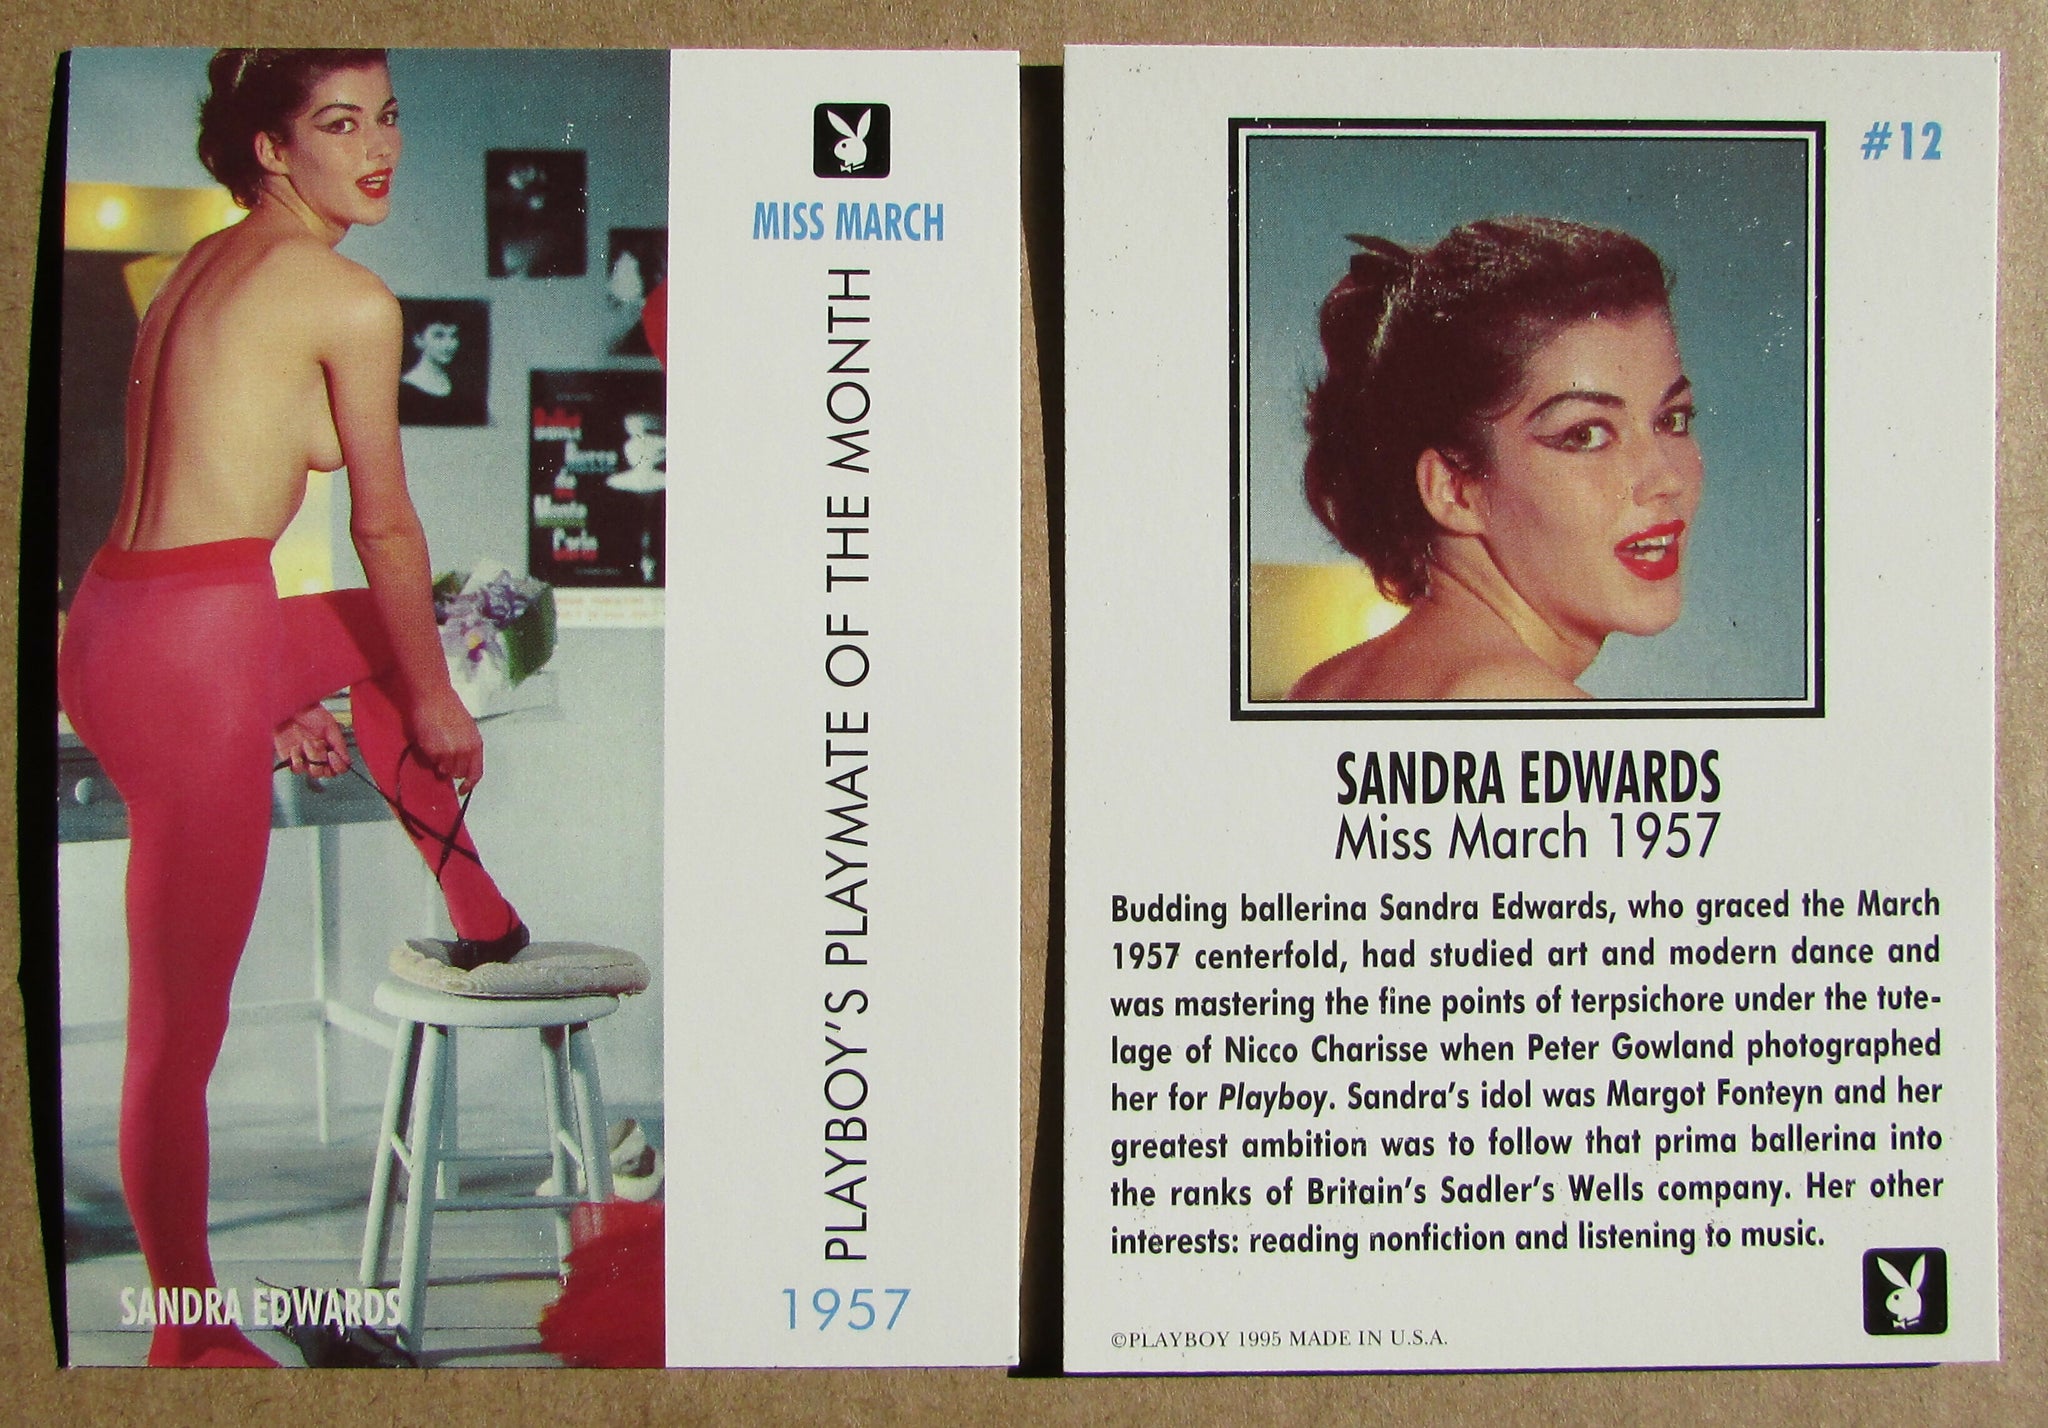 MISS MARCH
PLAYBOY'S PLAYMATE OF THE MONTH
1957
SANDRA EDWARDS
#12
SANDRA EDWARDS
Miss March 1957
Budding ballerina Sandra Edwards, who graced the March
1957 centerfold, had studied art and modern dance and
was mastering the fine points of terpsichore under the tute-
lage of Nicco Charisse when Peter Gowland photographed
her for Playboy. Sandra's idol was Margot Fonteyn and her
greatest ambition was to follow that prima ballerina into
the ranks of Britain's Sadler's Wells company. Her other
interests: reading nonfiction and listening to music.
©PLAYBOY 1995 MADE IN U.S.A.